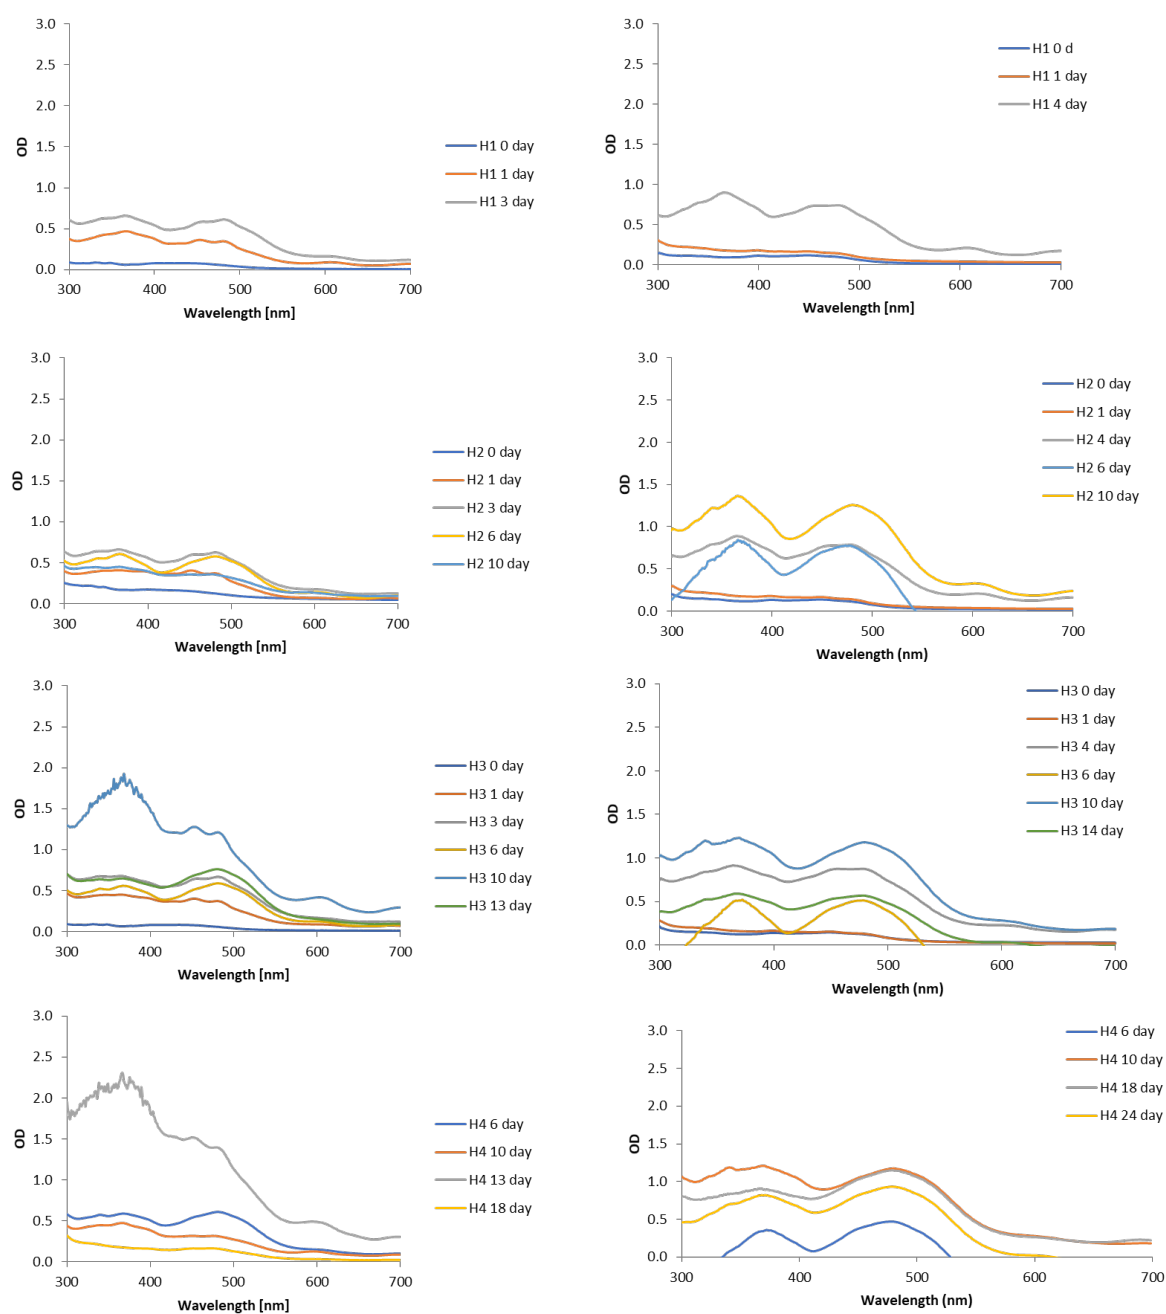 3.0
2.5
2.0
1.5
1.0
0.5
0.0
OD
300 400 500 600 700
Wavelength [nm]
H1 0 day
H1 1 day
H1 3 day
3.0
2.5
2.0
1.5
1.0
0.5
0.0
OD
300 400 500 600 700
Wavelength [nm]
H1 0 d
H1 1 day
H1 4 day
3.0
2.5
2.0
1.5
1.0
0.5
0.0
OD
300 400 500 600 700
Wavelength [nm]
H2 0 day
H2 1 day
H2 3 day
H2 6 day
H2 10 day
3.0
2.5
2.0
1.5
1.0
0.5
0.0
OD
300 400 500 600 700
Wavelength (nm)
H2 0 day
H2 1 day
H2 4 day
H2 6 day
H2 10 day
3.0
2.5
2.0
1.5
1.0
0.5
0.0
OD
300 400 500 600 700
Wavelength [nm]
H3 0 day
H3 1 day
H3 3 day
H3 6 day
H3 10 day
H3 13 day
3.0
2.5
2.0
1.5
1.0
0.5
0.0
OD
300 400 500 600 700
Wavelength (nm)
H3 0 day
H3 1 day
H3 4 day
H3 6 day
H3 10 day
H3 14 day
3.0
2.5
2.0
1.5
1.0
0.5
0.0
OD
300 400 500 600 700
Wavelength [nm]
H4 6 day
H4 10 day
H4 13 day
H4 18 day
3.0
2.5
2.0
1.5
1.0
0.5
0.0
OD
300 400 500 600 700
Wavelength (nm)
H4 6 day
H4 10 day
H4 18 day
H4 24 day